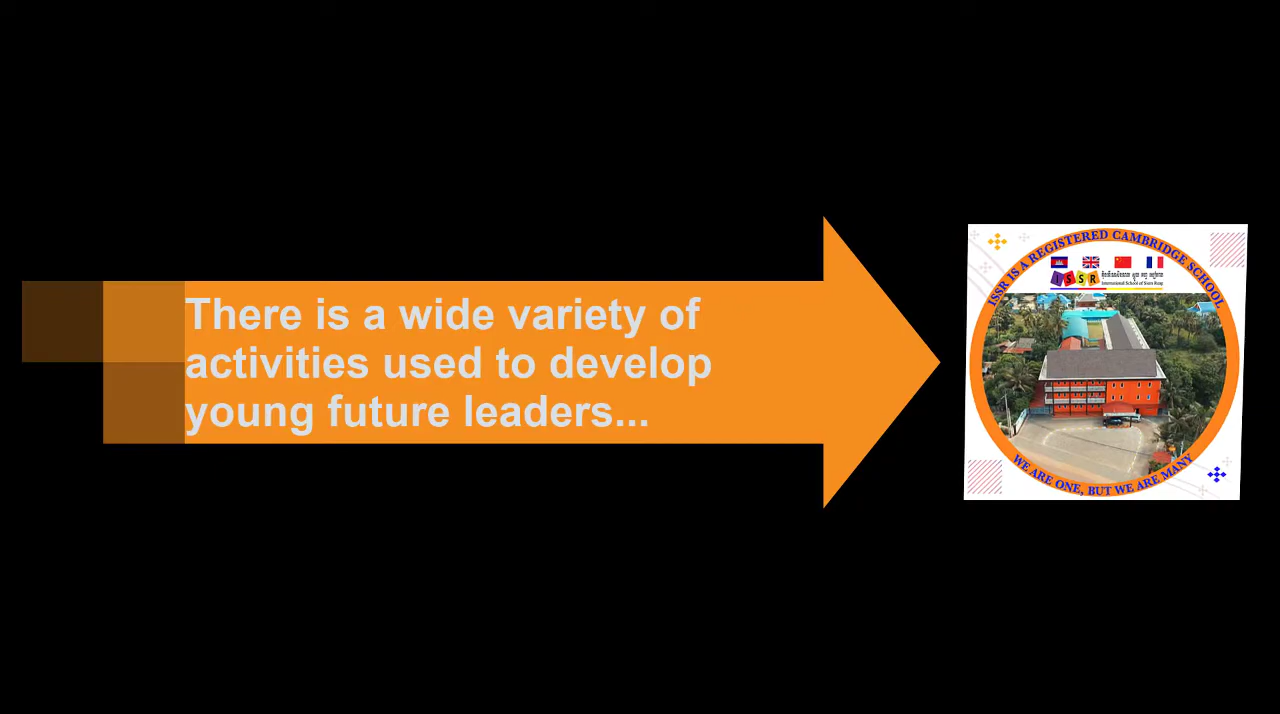 There is a wide variety of
activities used to develop
young future leaders...
ISSR IS A REGISTERED CAMBRIDGE SCHOOL
ISSR
International School of Siem Reap
WE ARE ONE, BUT WE ARE MANY